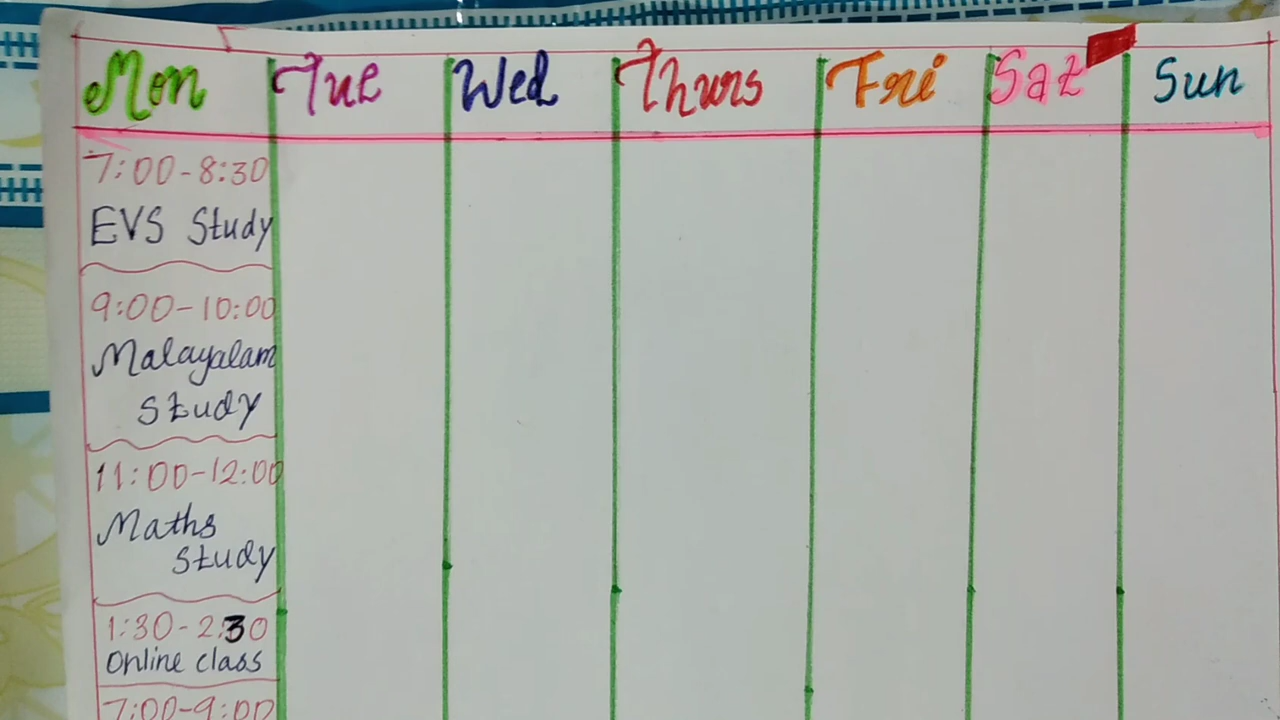 Mon Tue Wed Thurs Fri Sat Sun
7:00-8:30
EVS Study
9:00-10:00
Malayalam
Study
11:00-12:00
Maths
Study
1:30-2:30
Online class
7:00-9:00